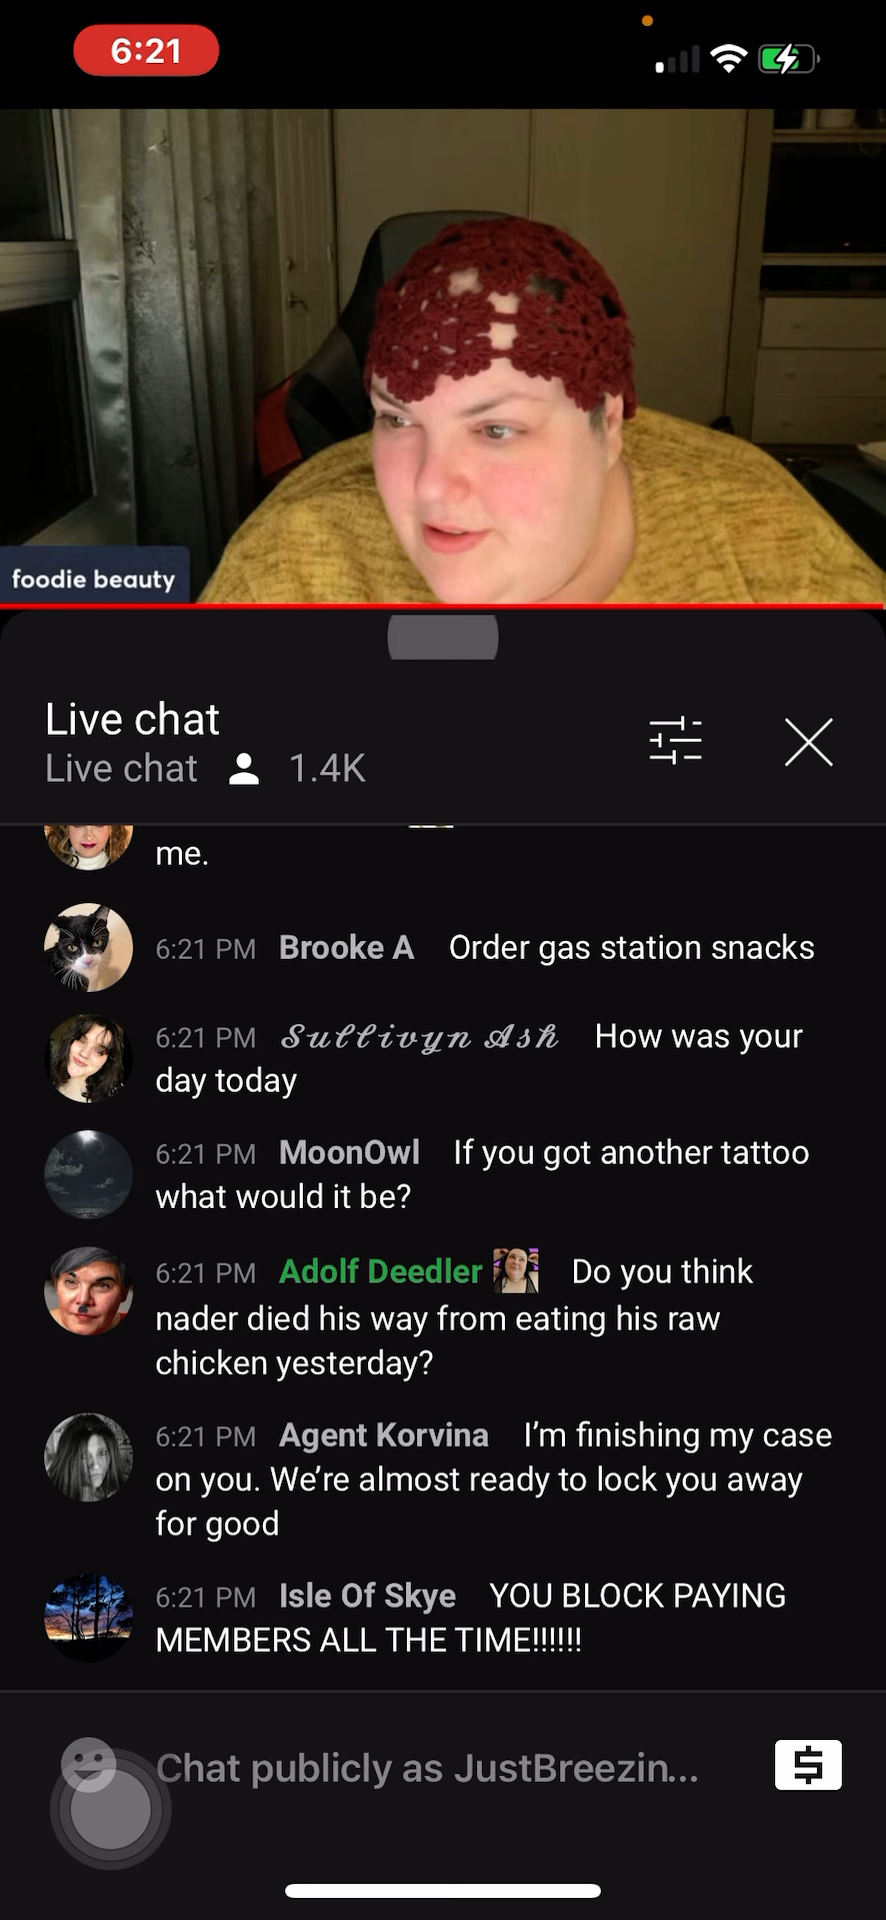 6:21
foodie beauty
Live chat
Live chat 1.4K
me.
6:21 PM Brooke A Order gas station snacks
6:21 PM 𝓢𝓾𝓵𝓵𝓲𝓿𝔂𝓷 𝓐𝓼𝓱 How was your
day today
6:21 PM MoonOwl If you got another tattoo
what would it be?
6:21 PM Adolf Deedler Do you think
nader died his way from eating his raw
chicken yesterday?
6:21 PM Agent Korvina I’m finishing my case
on you. We’re almost ready to lock you away
for good
6:21 PM Isle Of Skye YOU BLOCK PAYING
MEMBERS ALL THE TIME!!!!!!
Chat publicly as JustBreezin...
$